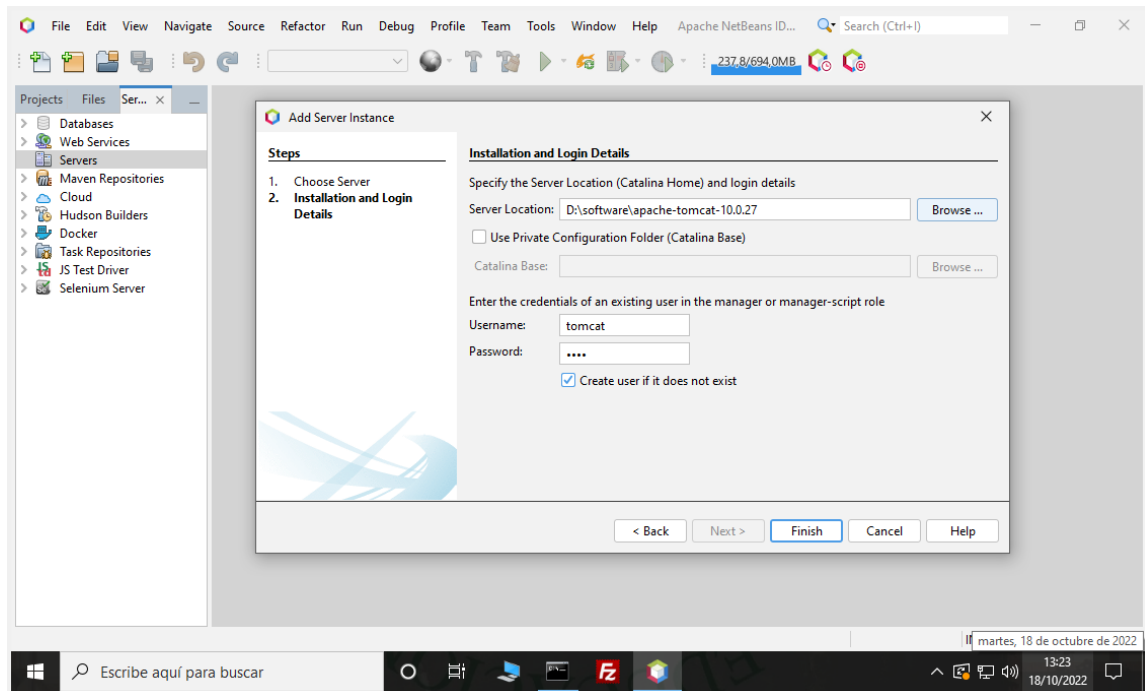 File Edit View Navigate Source Refactor Run Debug Profile Team Tools Window Help Apache NetBeans ID... Search (Ctrl+I)
237,8/694,0MB
Projects Files Ser...
Databases
Web Services
Servers
Maven Repositories
Cloud
Hudson Builders
Docker
Task Repositories
JS Test Driver
Selenium Server
Add Server Instance
Steps
1. Choose Server
2. Installation and Login
Details
Installation and Login Details
Specify the Server Location (Catalina Home) and login details
Server Location: D:\software\apache-tomcat-10.0.27 Browse ...
Use Private Configuration Folder (Catalina Base)
Catalina Base: Browse ...
Enter the credentials of an existing user in the manager or manager-script role
Username: tomcat
Password: ••••
Create user if it does not exist
< Back Next > Finish Cancel Help
martes, 18 de octubre de 2022
Escribe aquí para buscar
13:23
18/10/2022